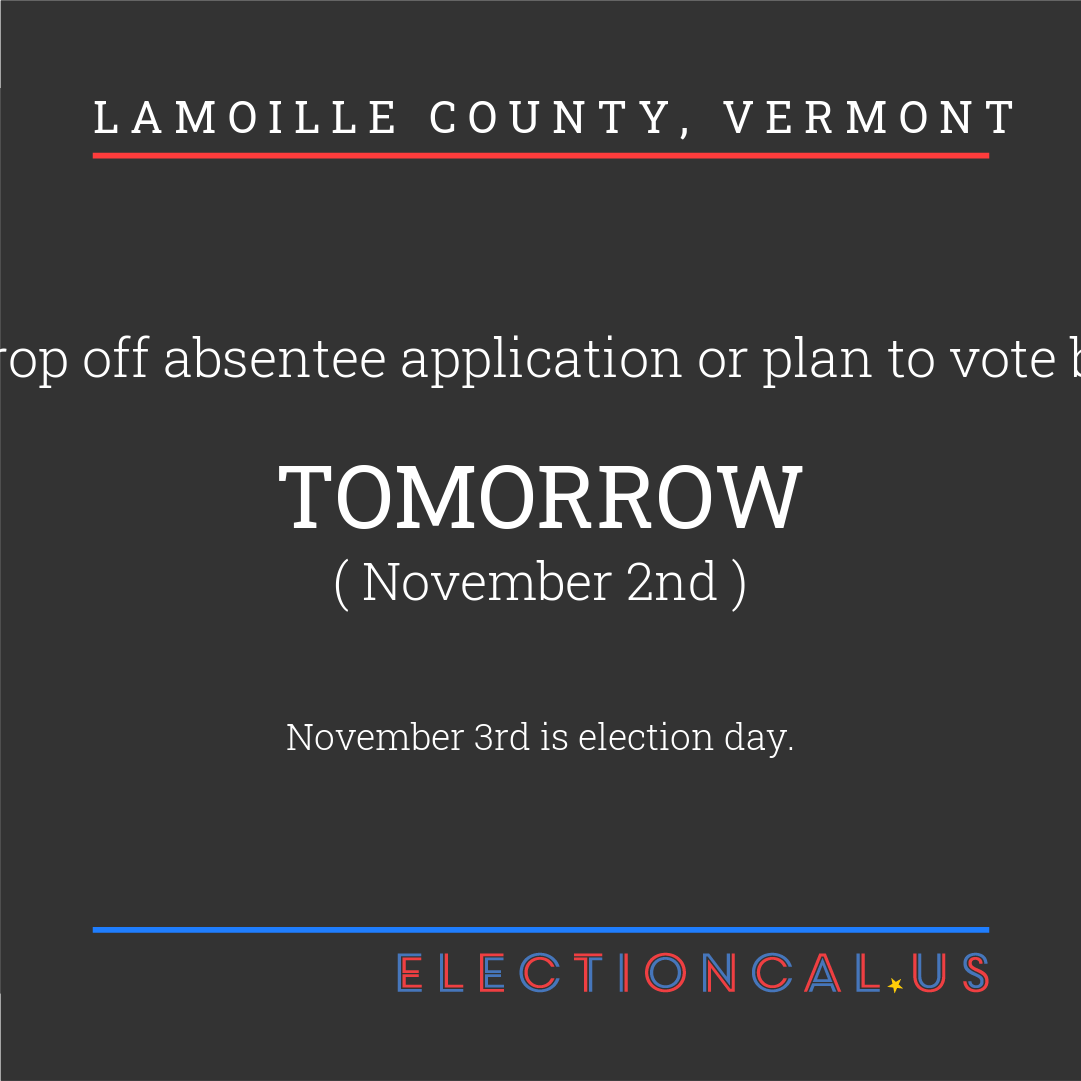 LAMOILLE COUNTY, VERMONT
rop off absentee application or plan to vote b
TOMORROW
( November 2nd )
November 3rd is election day.
ELECTIONCAL.US